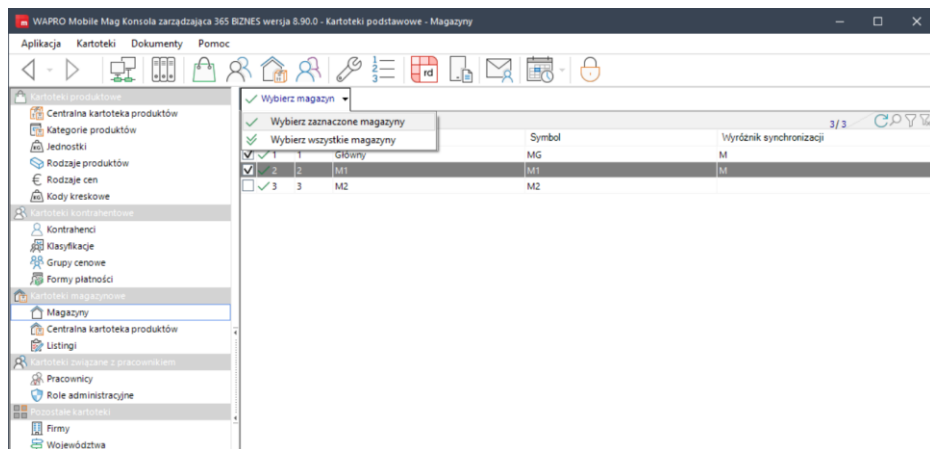 WAPRO Mobile Mag Konsola zarządzająca 365 BIZNES wersja 8.90.0 - Kartoteki podstawowe - Magazyny
Aplikacja Kartoteki Dokumenty Pomoc
rd
Kartoteki produktowe
Centralna kartoteka produktów
Kategorie produktów
Jednostki
Rodzaje produktów
Rodzaje cen
Kody kreskowe
Kartoteki kontrahentowe
Kontrahenci
Klasyfikacje
Grupy cenowe
Formy płatności
Kartoteki magazynowe
Magazyny
Centralna kartoteka produktów
Listingi
Kartoteki związane z pracownikiem
Pracownicy
Role administracyjne
Pozostałe kartoteki
Firmy
Województwa
Wybierz magazyn
Wybierz zaznaczone magazyny
Wybierz wszystkie magazyny
3/3
Symbol Wyróżnik synchronizacji
1 1 Główny MG M
2 2 M1 M1 M
3 3 M2 M2